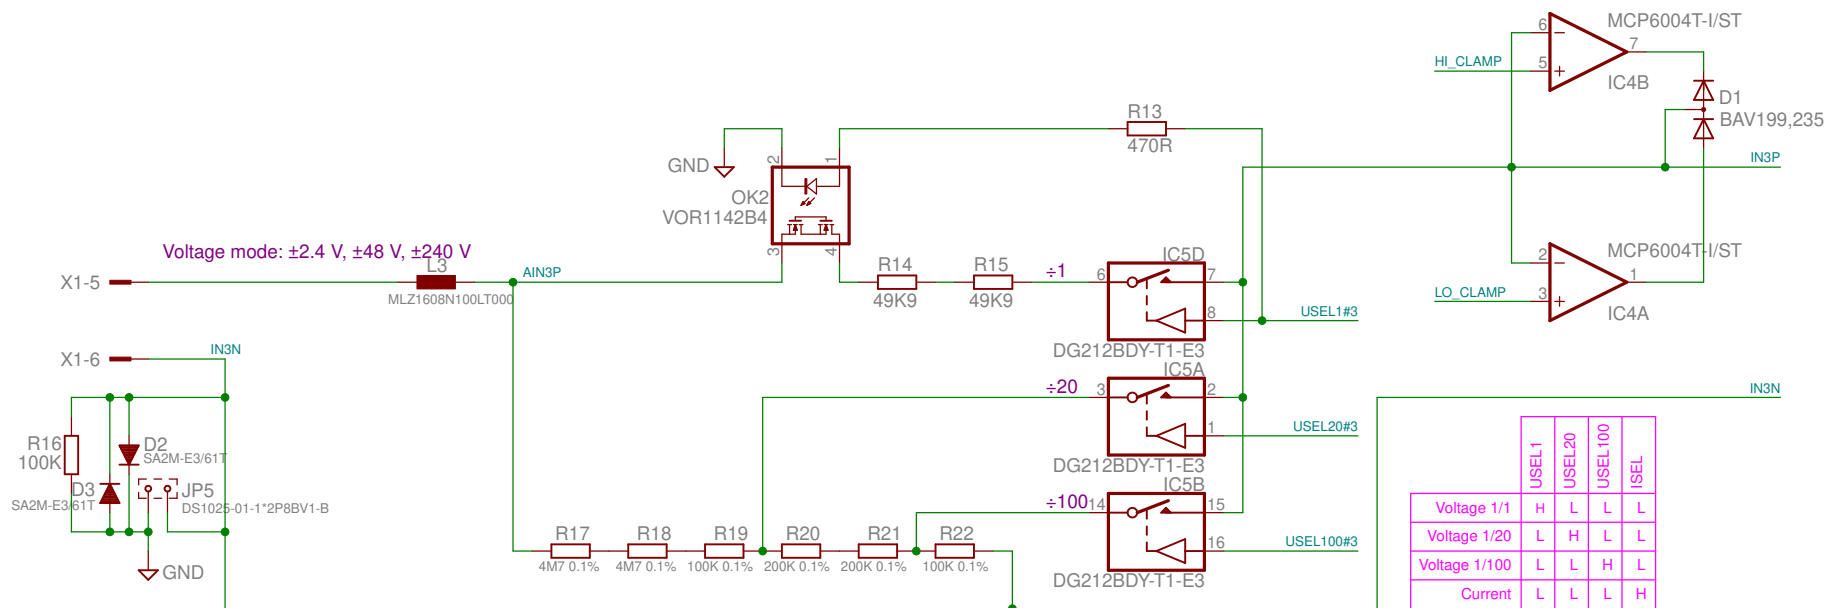 MCP6004T-I/ST
6
7
HI_CLAMP
5
IC4B
D1
BAV199,235
R13
470R
GND
2
1
OK2
VOR1142B4
3
4
IN3P
Voltage mode: ±2.4 V, ±48 V, ±240 V
X1-5
L3
MLZ1608N100LT000
AIN3P
R14
49K9
R15
49K9
÷1
IC5D
6
7
8
USEL1#3
DG212BDY-T1-E3
MCP6004T-I/ST
2
1
LO_CLAMP
3
IC4A
X1-6
IN3N
IC5A
÷20
3
2
1
USEL20#3
DG212BDY-T1-E3
IN3N
R16
100K
D2
SA2M-E3/61T
D3
SA2M-E3/61T
JP5
DS1025-01-1*2P8BV1-B
GND
IC5B
÷100
14
15
16
USEL100#3
DG212BDY-T1-E3
R17
4M7 0.1%
R18
4M7 0.1%
R19
100K 0.1%
R20
200K 0.1%
R21
200K 0.1%
R22
100K 0.1%
USEL1 USEL20 USEL100 ISEL
Voltage 1/1 H L L L
Voltage 1/20 L H L L
Voltage 1/100 L L H L
Current L L L H